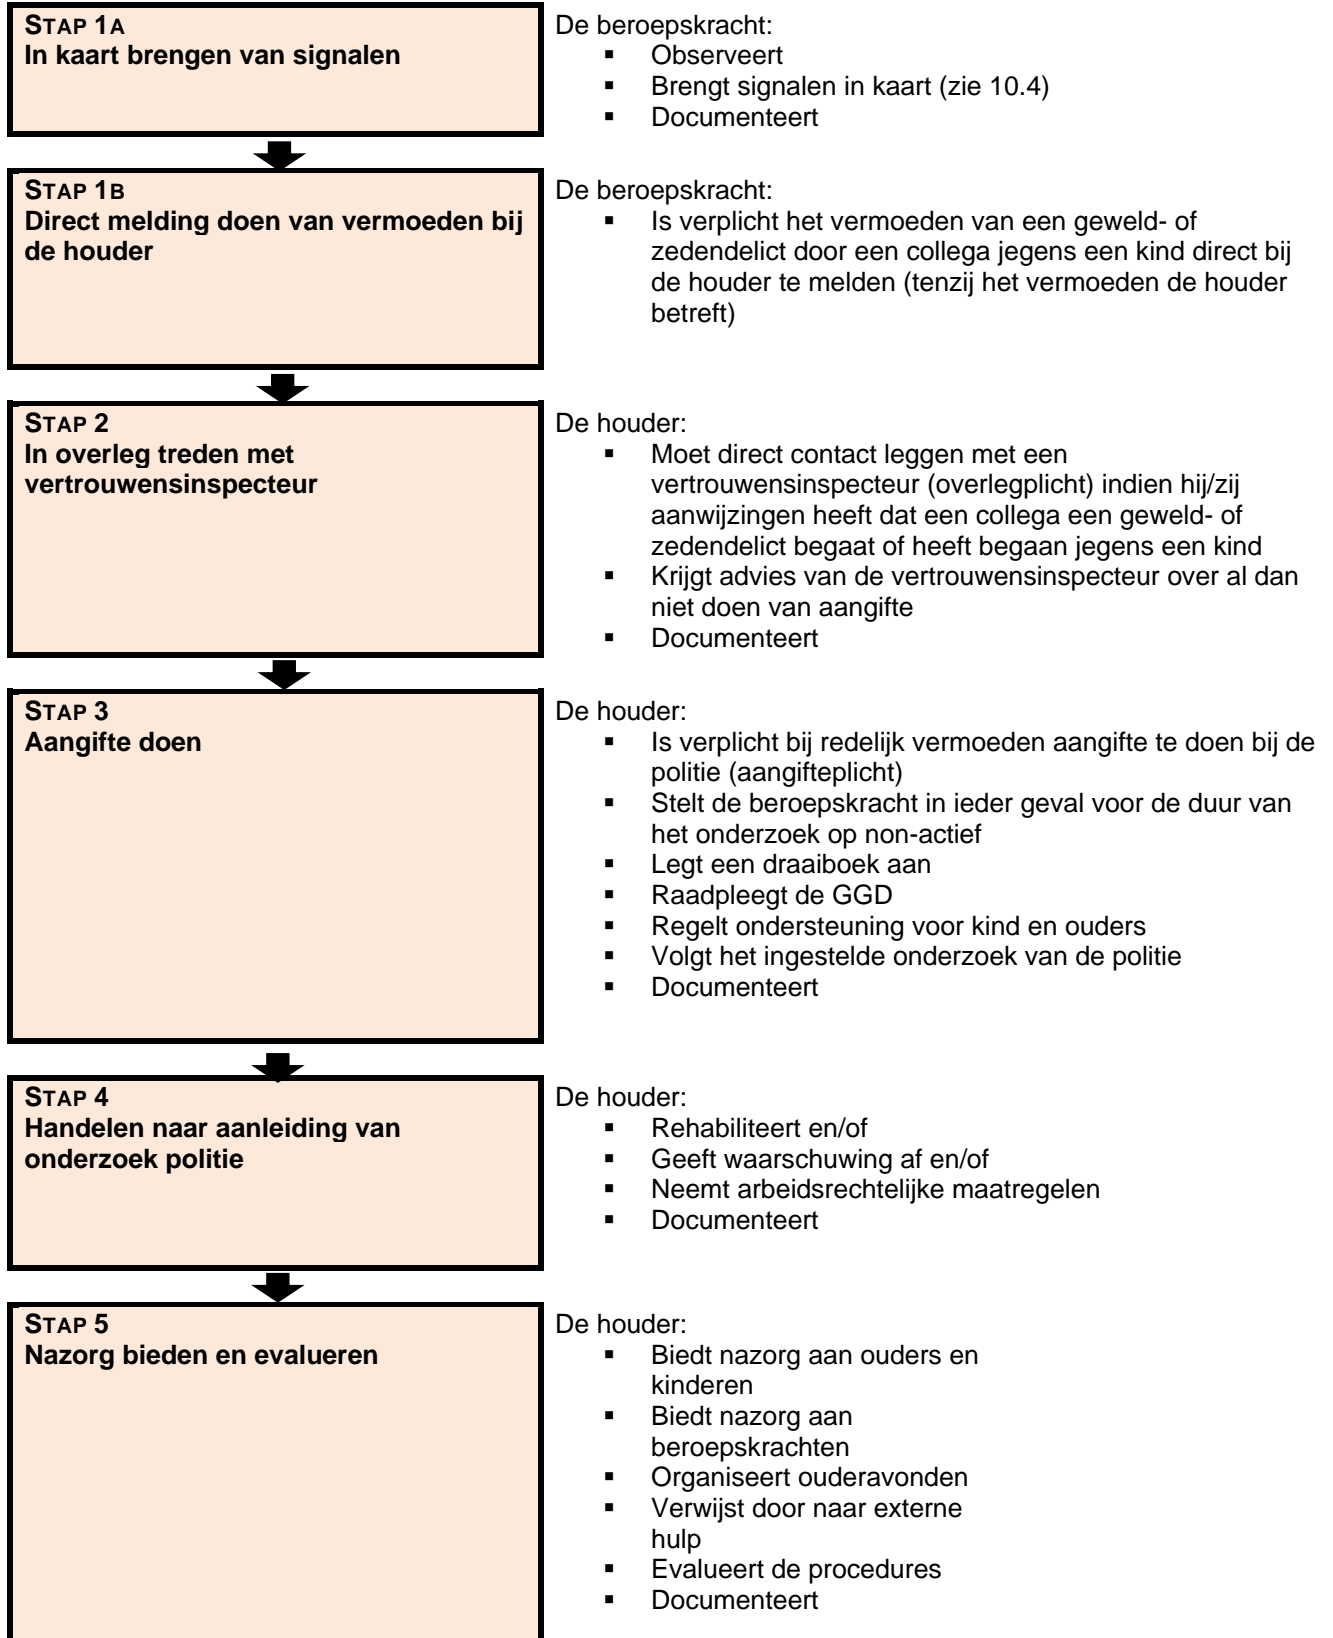 STAP 1A
In kaart brengen van signalen
De beroepskracht:
▪ Observeert
▪ Brengt signalen in kaart (zie 10.4)
▪ Documenteert
STAP 1B
Direct melding doen van vermoeden bij
de houder
De beroepskracht:
▪ Is verplicht het vermoeden van een geweld- of
zedendelict door een collega jegens een kind direct bij
de houder te melden (tenzij het vermoeden de houder
betreft)
STAP 2
In overleg treden met
vertrouwensinspecteur
De houder:
▪ Moet direct contact leggen met een
vertrouwensinspecteur (overlegplicht) indien hij/zij
aanwijzingen heeft dat een collega een geweld- of
zedendelict begaat of heeft begaan jegens een kind
▪ Krijgt advies van de vertrouwensinspecteur over al dan
niet doen van aangifte
▪ Documenteert
STAP 3
Aangifte doen
De houder:
▪ Is verplicht bij redelijk vermoeden aangifte te doen bij de
politie (aangifteplicht)
▪ Stelt de beroepskracht in ieder geval voor de duur van
het onderzoek op non-actief
▪ Legt een draaiboek aan
▪ Raadpleegt de GGD
▪ Regelt ondersteuning voor kind en ouders
▪ Volgt het ingestelde onderzoek van de politie
▪ Documenteert
STAP 4
Handelen naar aanleiding van
onderzoek politie
De houder:
▪ Rehabiliteert en/of
▪ Geeft waarschuwing af en/of
▪ Neemt arbeidsrechtelijke maatregelen
▪ Documenteert
STAP 5
Nazorg bieden en evalueren
De houder:
▪ Biedt nazorg aan ouders en
kinderen
▪ Biedt nazorg aan
beroepskrachten
▪ Organiseert ouderavonden
▪ Verwijst door naar externe
hulp
▪ Evalueert de procedures
▪ Documenteert